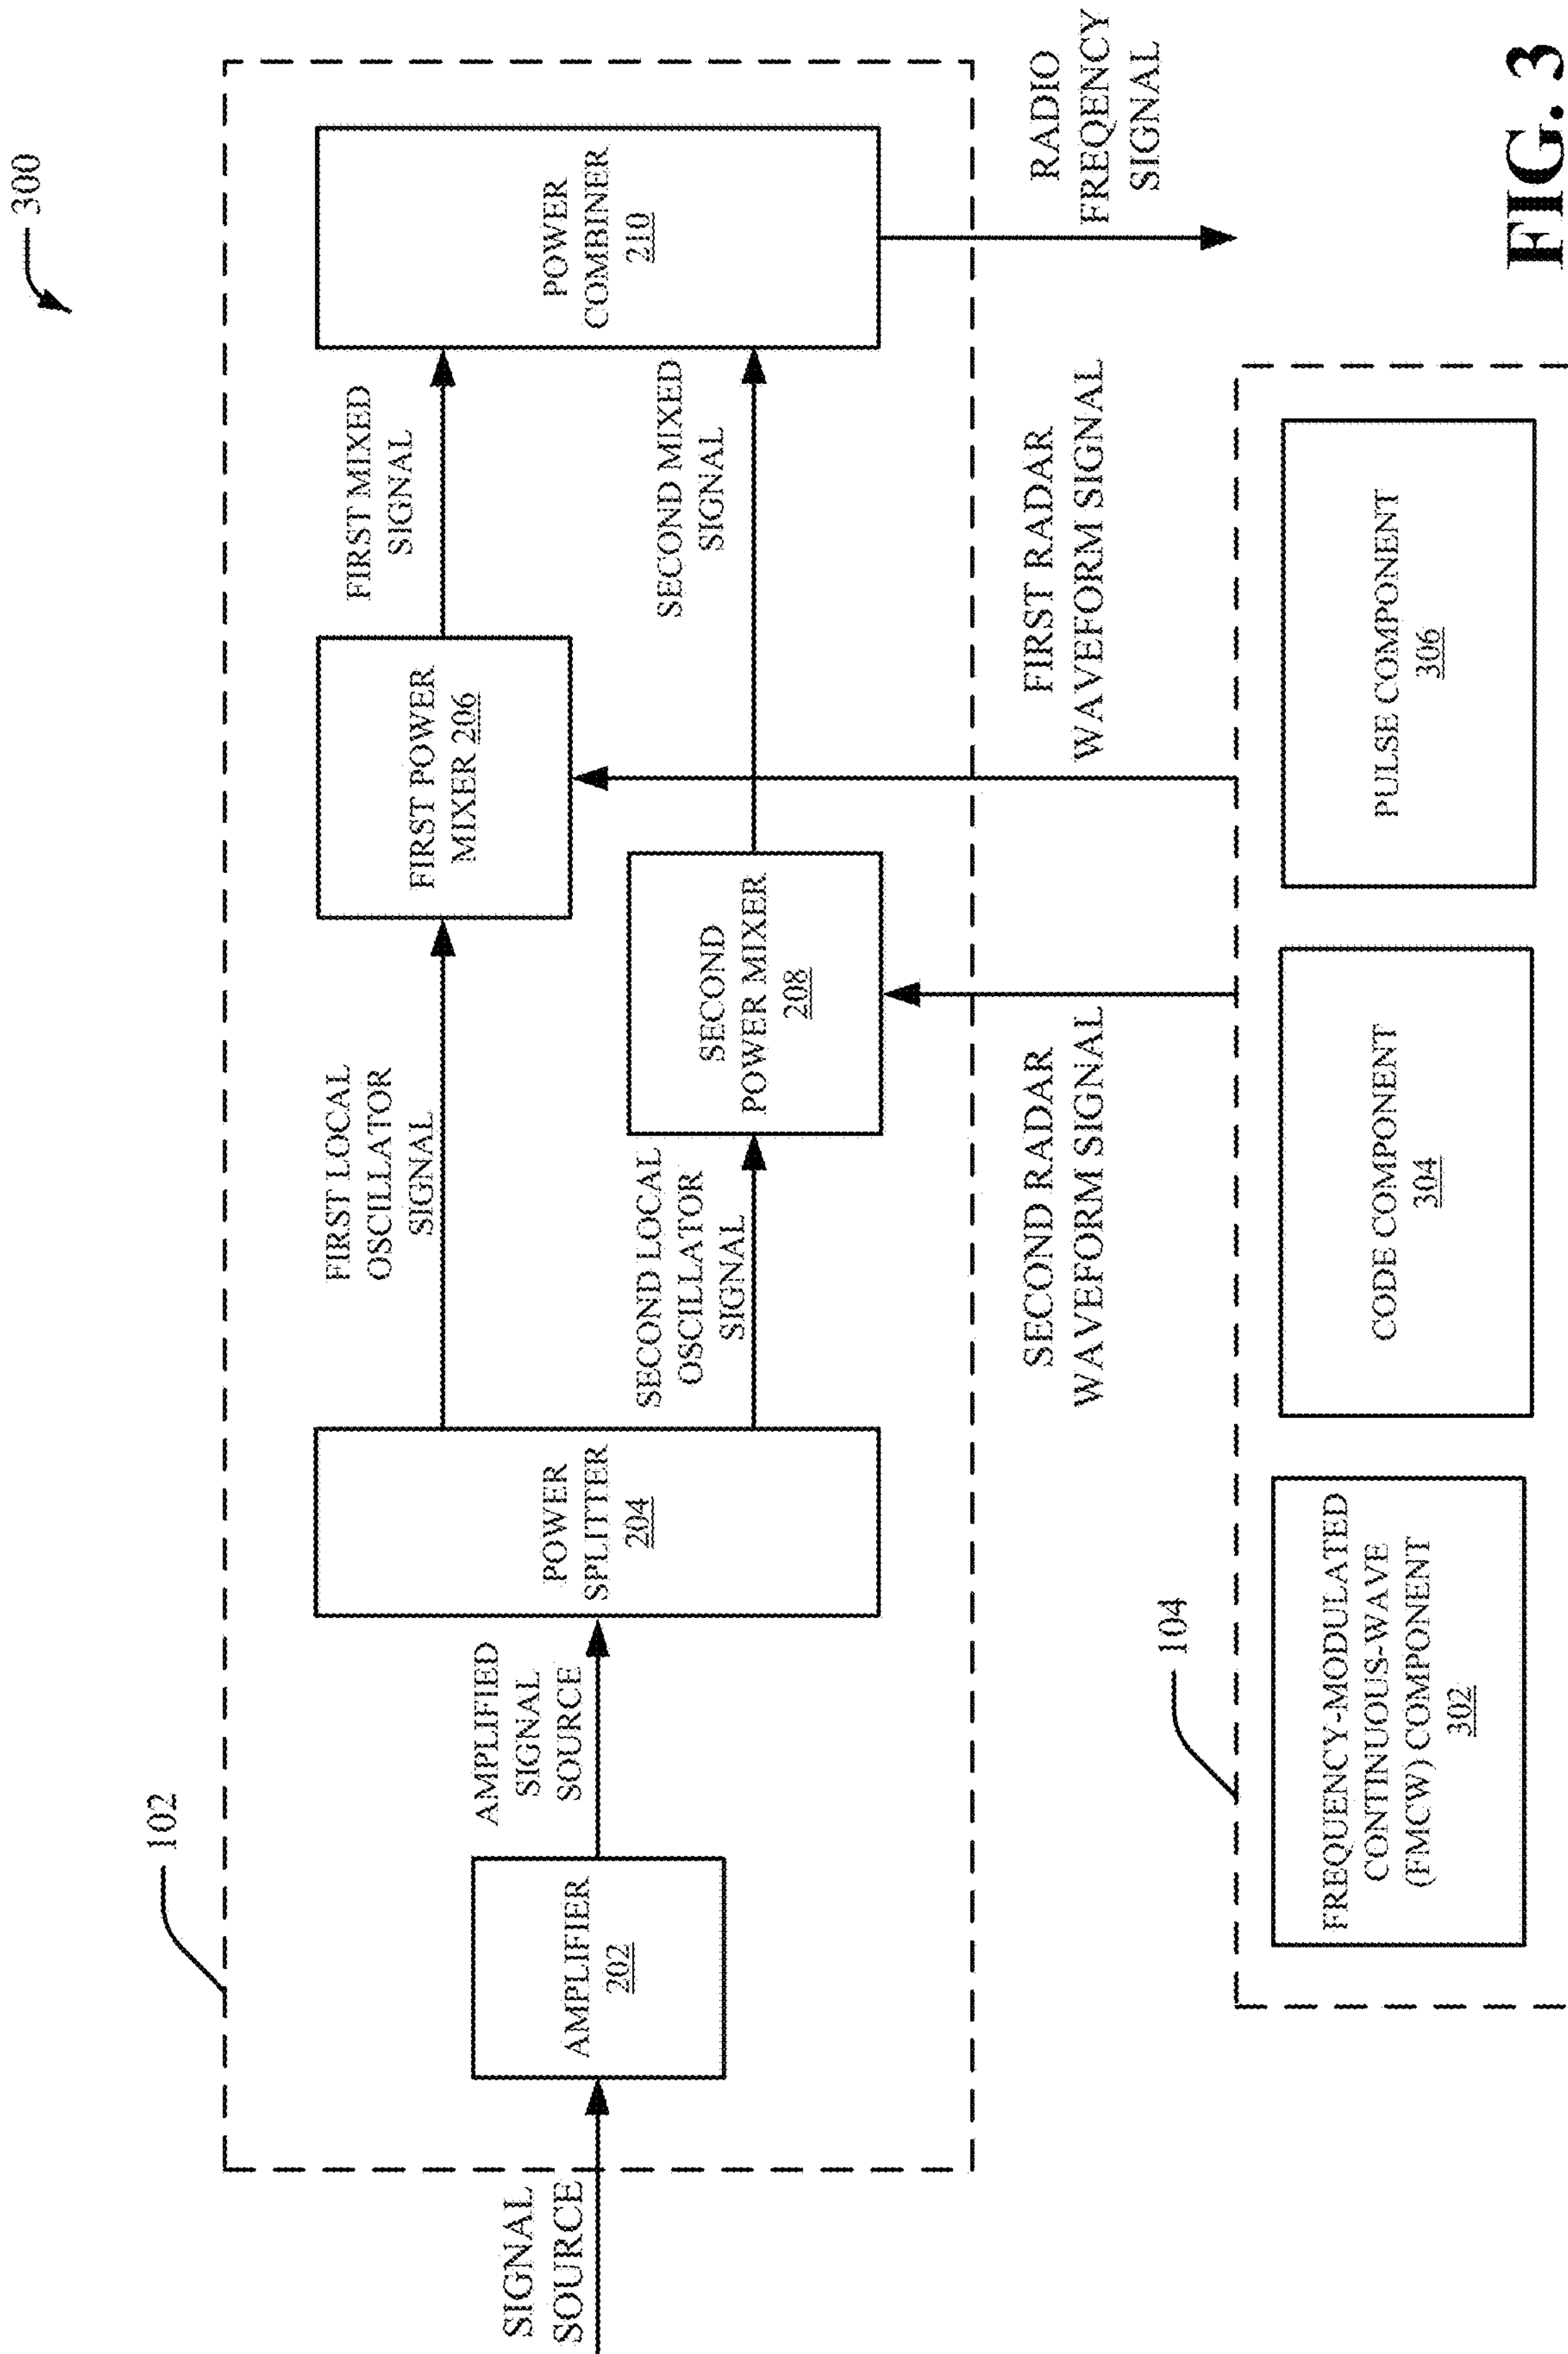 300
102
SIGNAL
SOURCE
AMPLIFIER
202
AMPLIFIED
SIGNAL
SOURCE
POWER
SPLITTER
204
FIRST LOCAL
OSCILLATOR
SIGNAL
SECOND LOCAL
OSCILLATOR
SIGNAL
FIRST POWER
MIXER 206
SECOND
POWER MIXER
208
FIRST MIXED
SIGNAL
SECOND MIXED
SIGNAL
POWER
COMBINER
210
SECOND RADAR
WAVEFORM SIGNAL
FIRST RADAR
WAVEFORM SIGNAL
RADIO
FREQENCY
SIGNAL
104
FREQUENCY-MODULATED
CONTINUOUS-WAVE
(FMCW) COMPONENT
302
CODE COMPONENT
304
PULSE COMPONENT
306
FIG. 3